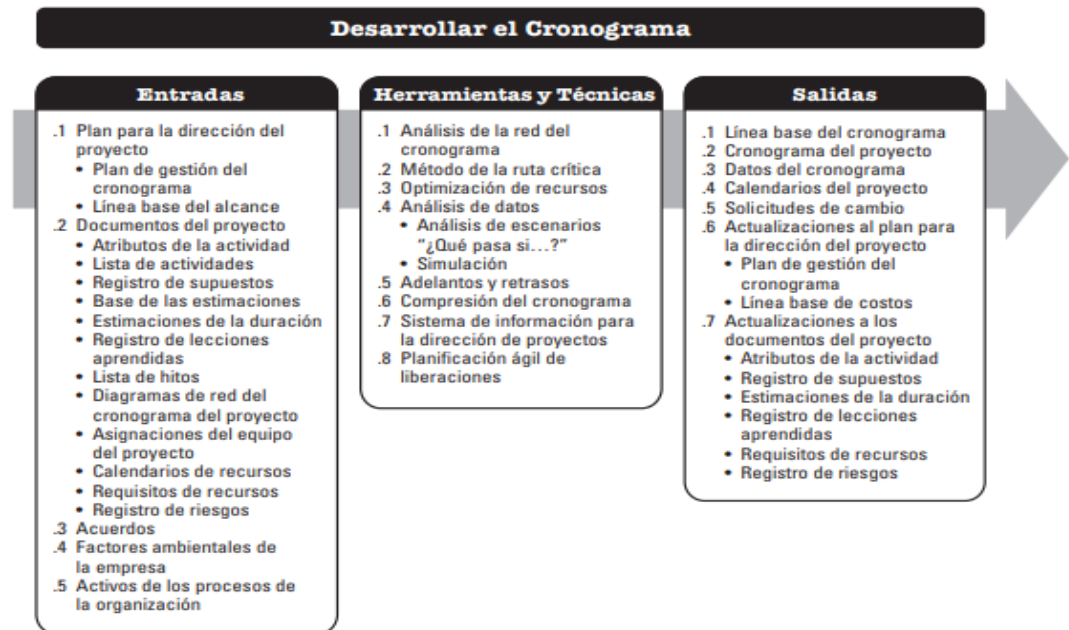 Desarrollar el Cronograma
Entradas
.1 Plan para la dirección del
proyecto
• Plan de gestión del
cronograma
• Línea base del alcance
.2 Documentos del proyecto
• Atributos de la actividad
• Lista de actividades
• Registro de supuestos
• Base de las estimaciones
• Estimaciones de la duración
• Registro de lecciones
aprendidas
• Lista de hitos
• Diagramas de red del
cronograma del proyecto
• Asignaciones del equipo
del proyecto
• Calendarios de recursos
• Requisitos de recursos
• Registro de riesgos
.3 Acuerdos
.4 Factores ambientales de
la empresa
.5 Activos de los procesos de
la organización
Herramientas y Técnicas
.1 Análisis de la red del
cronograma
.2 Método de la ruta crítica
.3 Optimización de recursos
.4 Análisis de datos
• Análisis de escenarios
"¿Qué pasa si...?"
• Simulación
.5 Adelantos y retrasos
.6 Compresión del cronograma
.7 Sistema de información para
la dirección de proyectos
.8 Planificación ágil de
liberaciones
Salidas
.1 Línea base del cronograma
.2 Cronograma del proyecto
.3 Datos del cronograma
.4 Calendarios del proyecto
.5 Solicitudes de cambio
.6 Actualizaciones al plan para
la dirección del proyecto
• Plan de gestión del
cronograma
• Línea base de costos
.7 Actualizaciones a los
documentos del proyecto
• Atributos de la actividad
• Registro de supuestos
• Estimaciones de la duración
• Registro de lecciones
aprendidas
• Requisitos de recursos
• Registro de riesgos